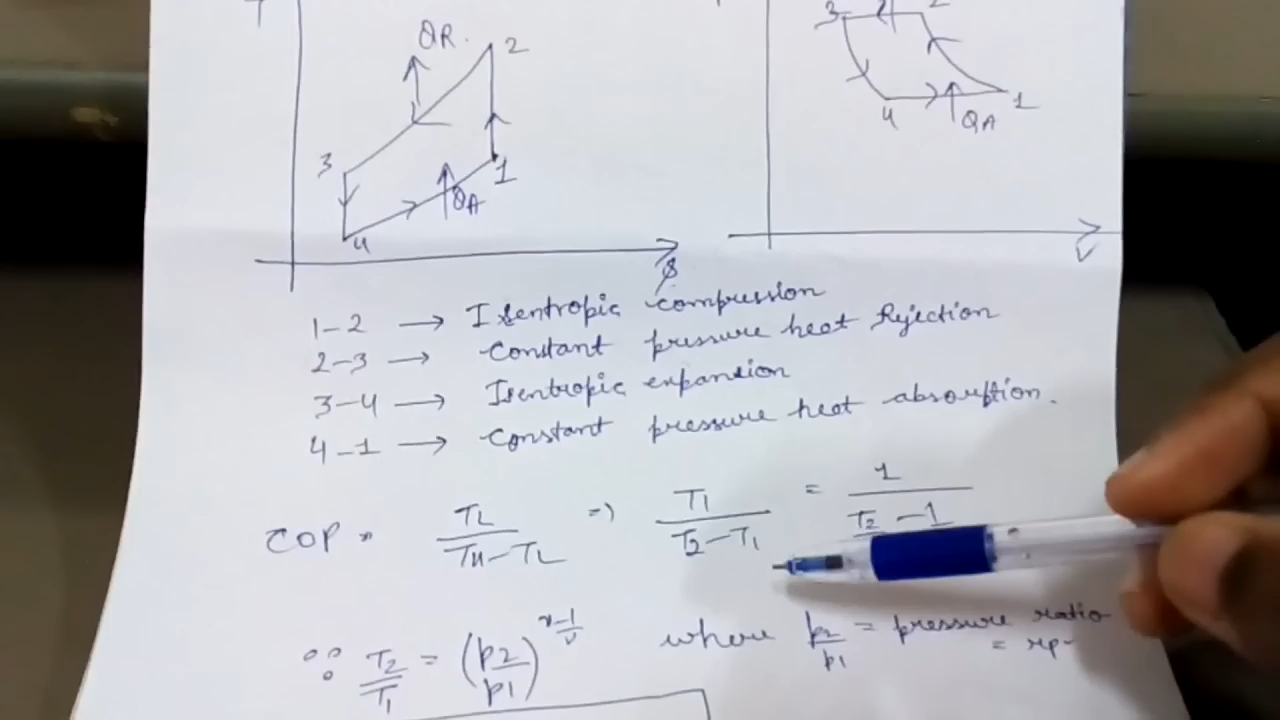 T
QR.
2
3
1
QA
4
s
3
2
4
1
QA
V
1-2 → Isentropic compression
2-3 → Constant pressure heat Rejection
3-4 → Isentropic expansion
4-1 → Constant pressure heat absorption.
COP = TL/(TH-TL) => T1/(T2-T1) = 1/(T2 -1
∵ T2/T1 = (p2/p1)^(γ-1/γ) where p2/p1 = pressure ratio
= rp